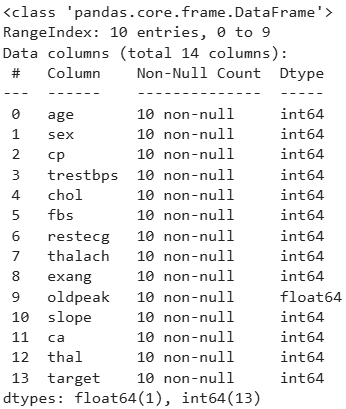 <class 'pandas.core.frame.DataFrame'>
RangeIndex: 10 entries, 0 to 9
Data columns (total 14 columns):
 #   Column    Non-Null Count  Dtype
---  ------    --------------  -----
 0   age       10 non-null     int64
 1   sex       10 non-null     int64
 2   cp        10 non-null     int64
 3   trestbps  10 non-null     int64
 4   chol      10 non-null     int64
 5   fbs       10 non-null     int64
 6   restecg   10 non-null     int64
 7   thalach   10 non-null     int64
 8   exang     10 non-null     int64
 9   oldpeak   10 non-null     float64
 10  slope     10 non-null     int64
 11  ca        10 non-null     int64
 12  thal      10 non-null     int64
 13  target    10 non-null     int64
dtypes: float64(1), int64(13)